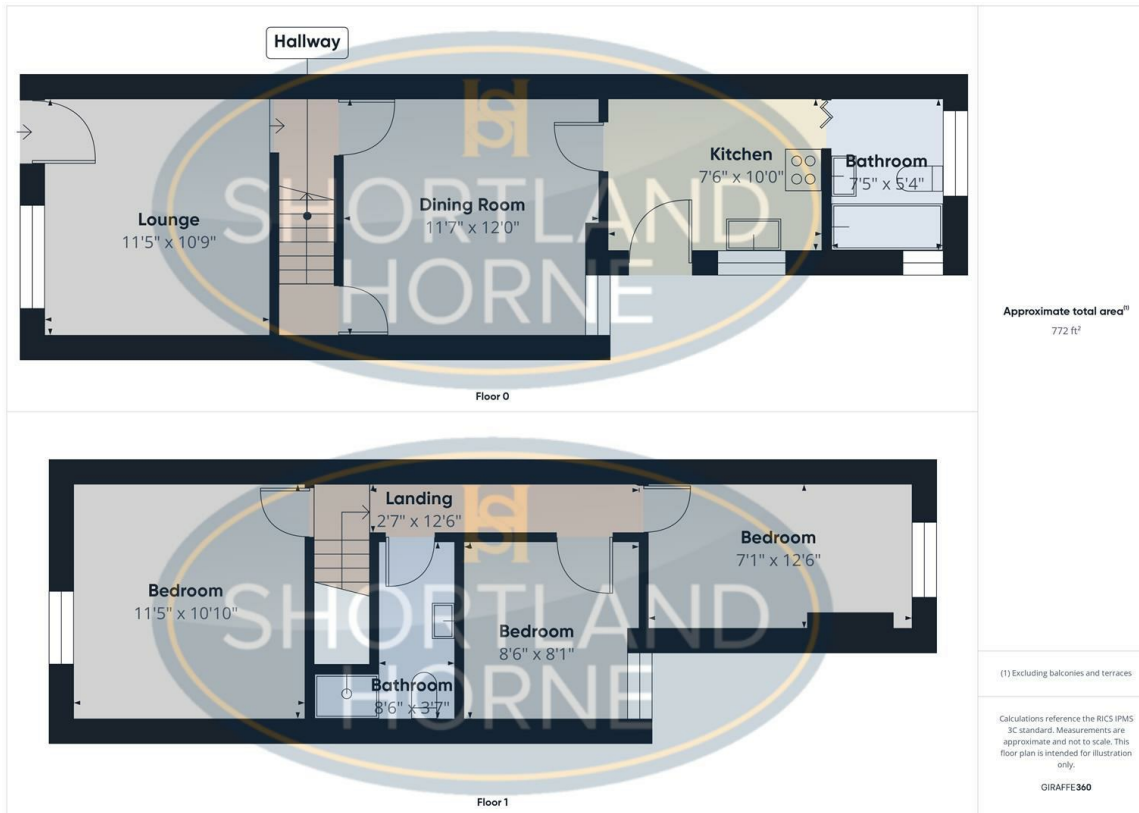 Hallway
Lounge
11'5" x 10'9"
Dining Room
11'7" x 12'0"
Kitchen
7'6" x 10'0"
Bathroom
7'5" x 5'4"
SHORTLAND
HORNE
Floor 0
Landing
2'7" x 12'6"
Bedroom
11'5" x 10'10"
Bedroom
8'6" x 8'1"
Bedroom
7'1" x 12'6"
Bathroom
8'6" x 3'7"
SHORTLAND
HORNE
Floor 1
Approximate total area(1)
772 ft²
(1) Excluding balconies and terraces
Calculations reference the RICS IPMS
3C standard. Measurements are
approximate and not to scale. This
floor plan is intended for illustration
only.
GIRAFFE360